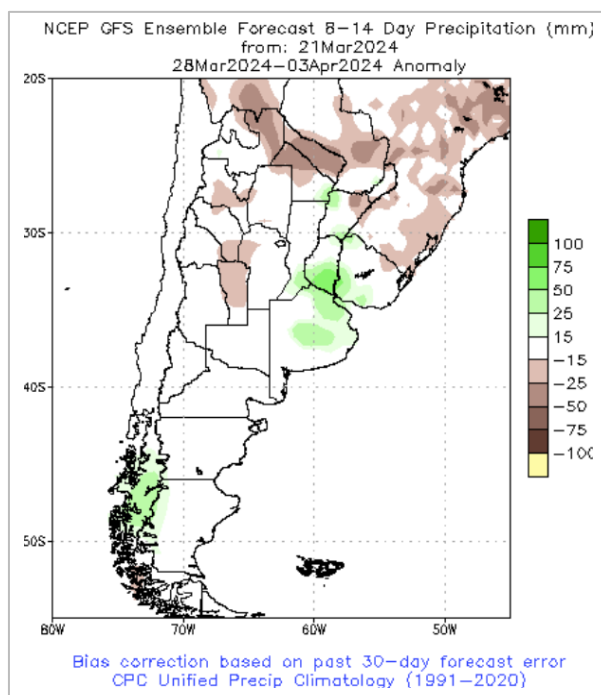 NCEP GFS Ensemble Forecast 8-14 Day Precipitation (mm)
from: 21Mar2024
28Mar2024-03Apr2024 Anomaly
20S
30S
40S
50S
80W
70W
60W
50W
100
75
50
25
15
-15
-25
-50
-75
-100
Bias correction based on past 30-day forecast error
CPC Unified Precip Climatology (1991-2020)